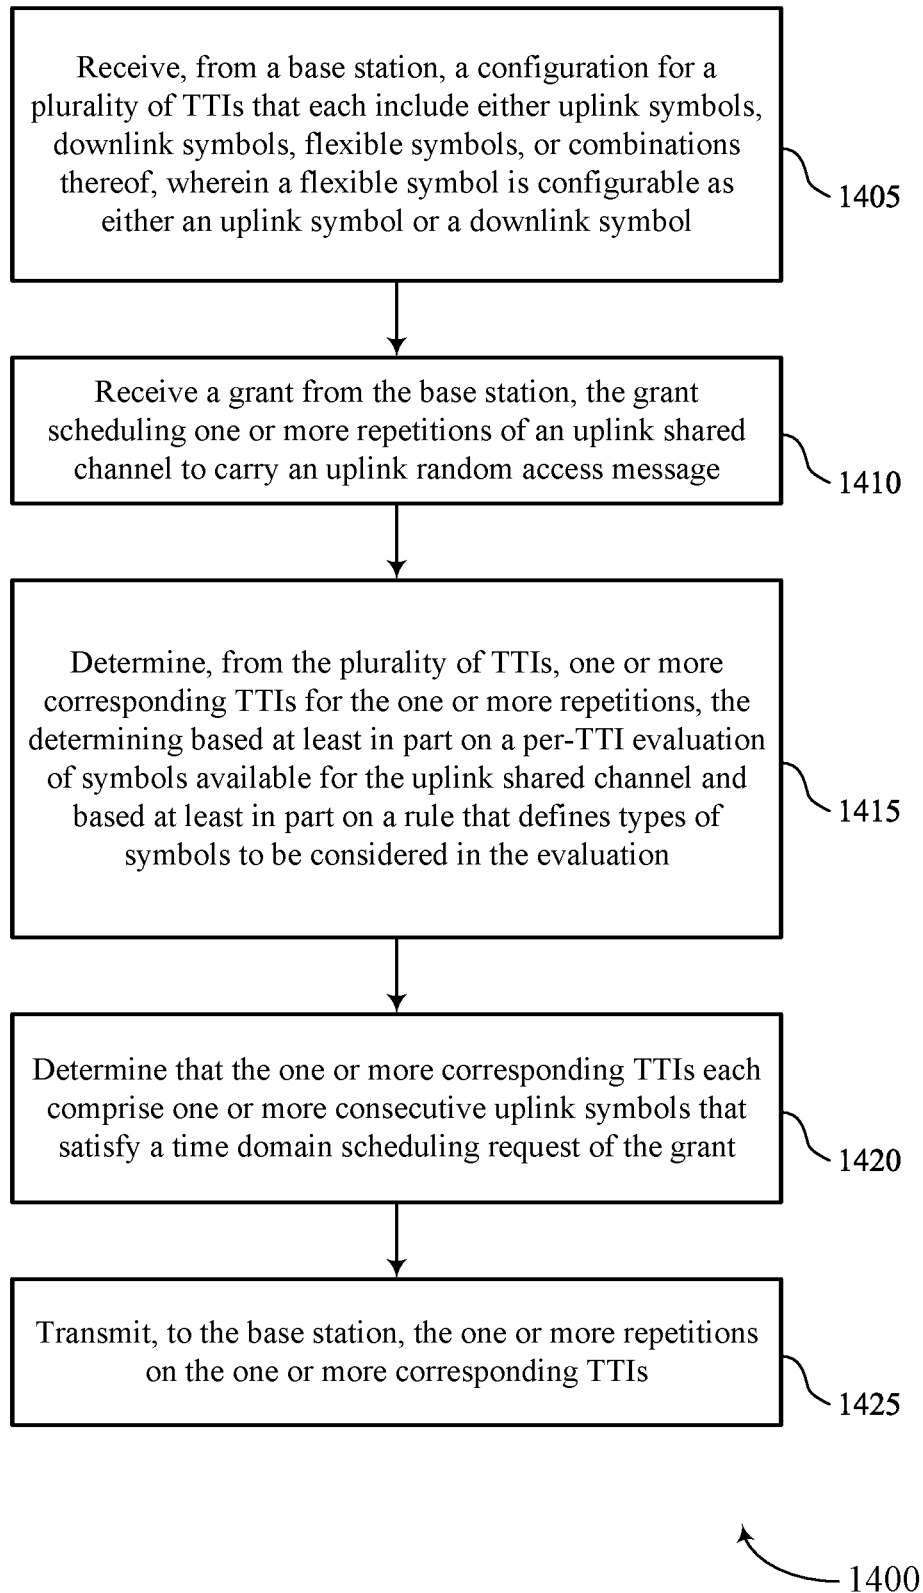 Receive, from a base station, a configuration for a
plurality of TTIs that each include either uplink symbols,
downlink symbols, flexible symbols, or combinations
thereof, wherein a flexible symbol is configurable as
either an uplink symbol or a downlink symbol
1405
Receive a grant from the base station, the grant
scheduling one or more repetitions of an uplink shared
channel to carry an uplink random access message
1410
Determine, from the plurality of TTIs, one or more
corresponding TTIs for the one or more repetitions, the
determining based at least in part on a per-TTI evaluation
of symbols available for the uplink shared channel and
based at least in part on a rule that defines types of
symbols to be considered in the evaluation
1415
Determine that the one or more corresponding TTIs each
comprise one or more consecutive uplink symbols that
satisfy a time domain scheduling request of the grant
1420
Transmit, to the base station, the one or more repetitions
on the one or more corresponding TTIs
1425
1400